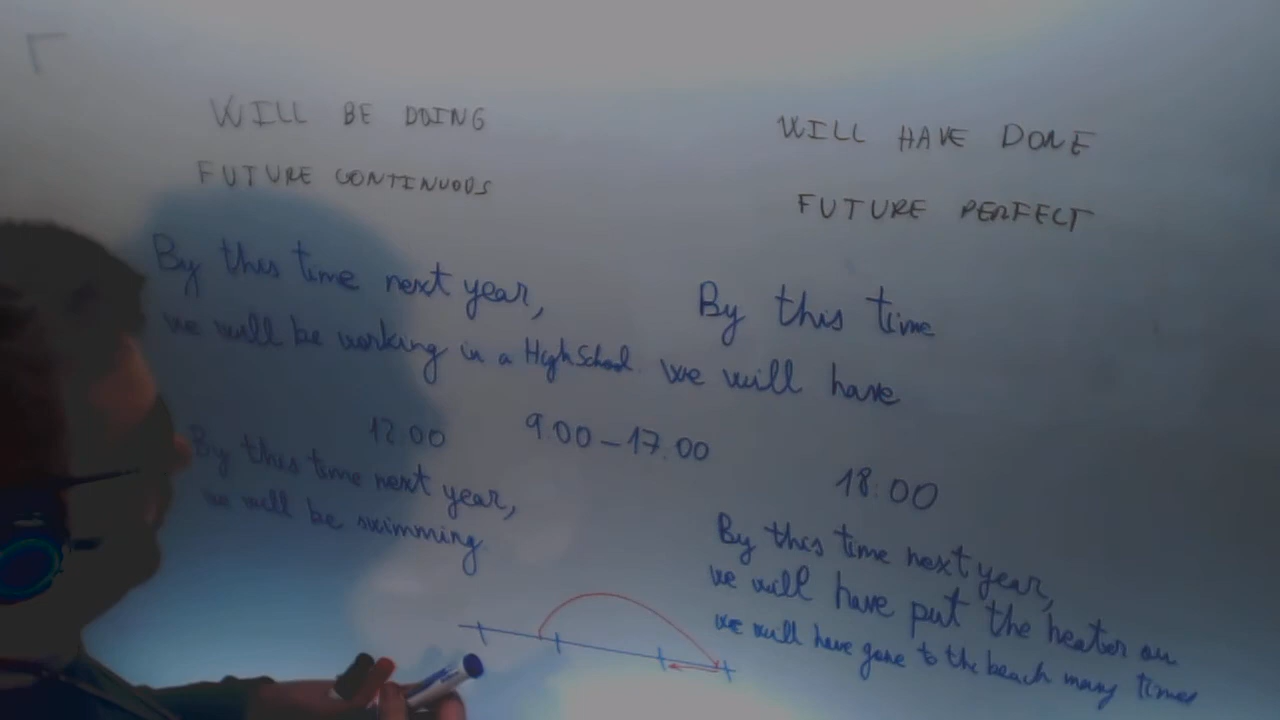 WILL BE DOING
FUTURE CONTINUOUS
By this time next year,
we will be working in a High School.
12.00
9.00 – 17.00
By this time next year,
we will be swimming
WILL HAVE DONE
FUTURE PERFECT
By this time
we will have
18:00
By this time next year,
we will have put the heater on
we will have gone to the beach many times